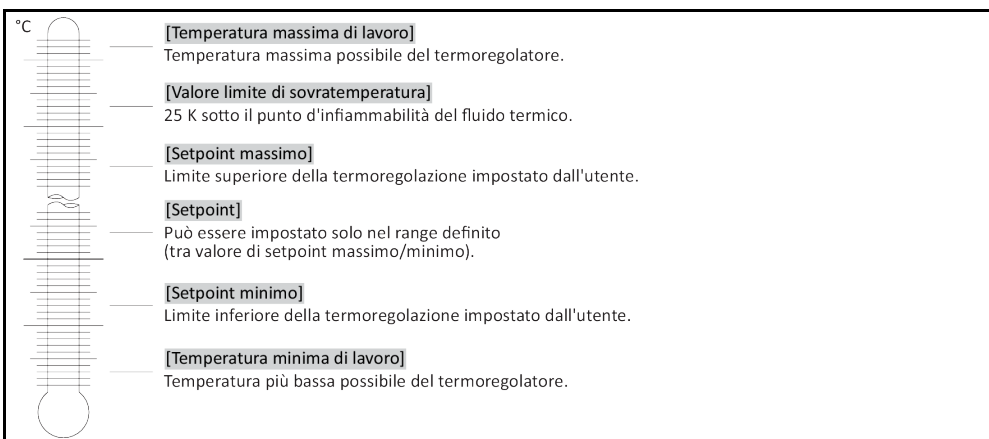 °C
[Temperatura massima di lavoro]
Temperatura massima possibile del termoregolatore.
[Valore limite di sovratemperatura]
25 K sotto il punto d'infiammabilità del fluido termico.
[Setpoint massimo]
Limite superiore della termoregolazione impostato dall'utente.
[Setpoint]
Può essere impostato solo nel range definito
(tra valore di setpoint massimo/minimo).
[Setpoint minimo]
Limite inferiore della termoregolazione impostato dall'utente.
[Temperatura minima di lavoro]
Temperatura più bassa possibile del termoregolatore.